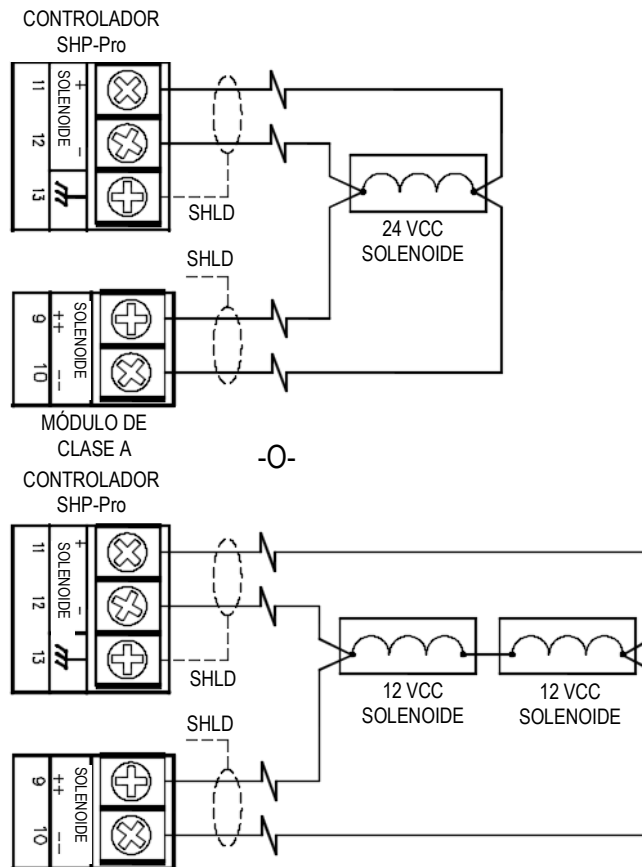 CONTROLADOR
SHP-Pro
11
12
13
+
SOLENOIDE
-
SHLD
24 VCC
SOLENOIDE
SHLD
9
10
++
SOLENOIDE
--
MÓDULO DE
CLASE A
-O-
CONTROLADOR
SHP-Pro
11
12
13
+
SOLENOIDE
-
SHLD
12 VCC
SOLENOIDE
12 VCC
SOLENOIDE
SHLD
9
10
++
SOLENOIDE
--